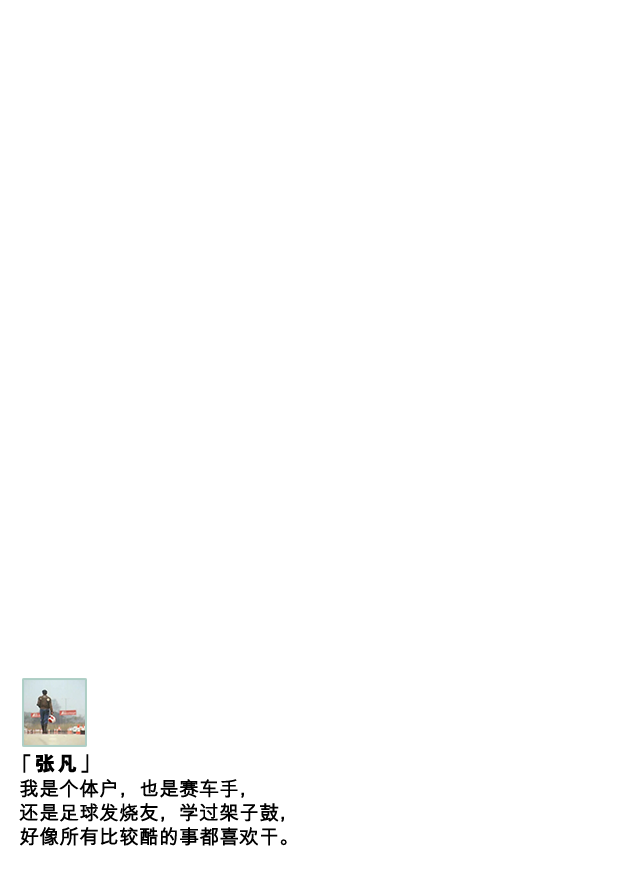 「张凡」
我是个体户，也是赛车手，
还是足球发烧友，学过架子鼓，
好像所有比较酷的事都喜欢干。